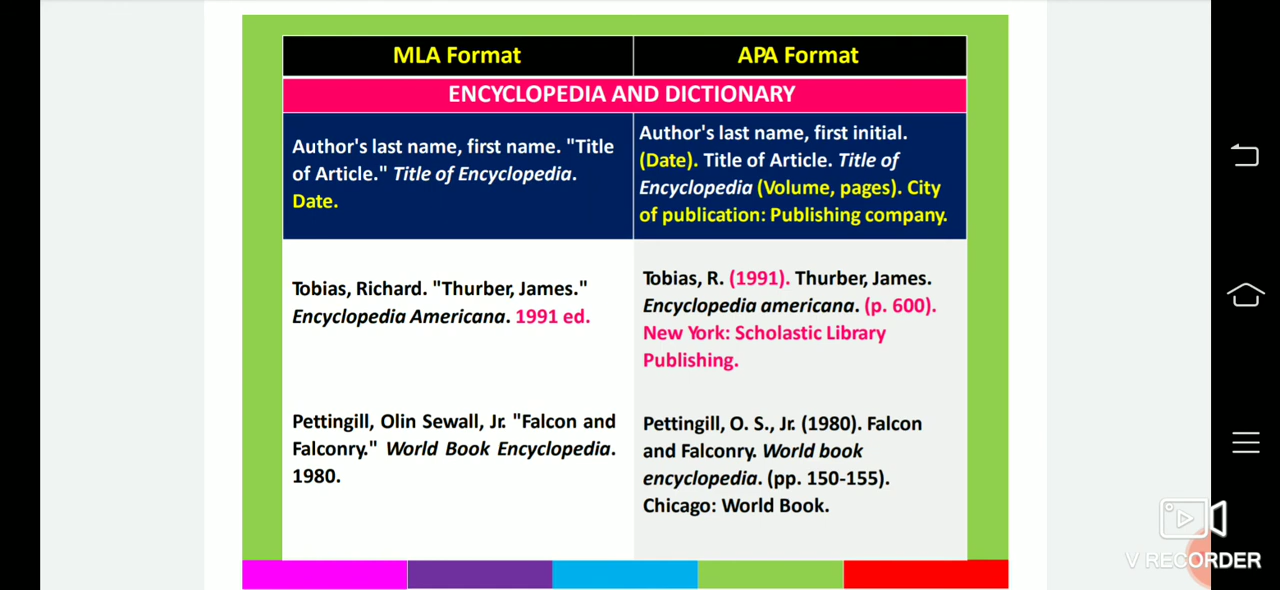 MLA Format
APA Format
ENCYCLOPEDIA AND DICTIONARY
Author's last name, first name. "Title
of Article." Title of Encyclopedia.
Date.
Author's last name, first initial.
(Date). Title of Article. Title of
Encyclopedia (Volume, pages). City
of publication: Publishing company.
Tobias, Richard. "Thurber, James."
Encyclopedia Americana. 1991 ed.
Tobias, R. (1991). Thurber, James.
Encyclopedia americana. (p. 600).
New York: Scholastic Library
Publishing.
Pettingill, Olin Sewall, Jr. "Falcon and
Falconry." World Book Encyclopedia.
1980.
Pettingill, O. S., Jr. (1980). Falcon
and Falconry. World book
encyclopedia. (pp. 150-155).
Chicago: World Book.
V RECORDER